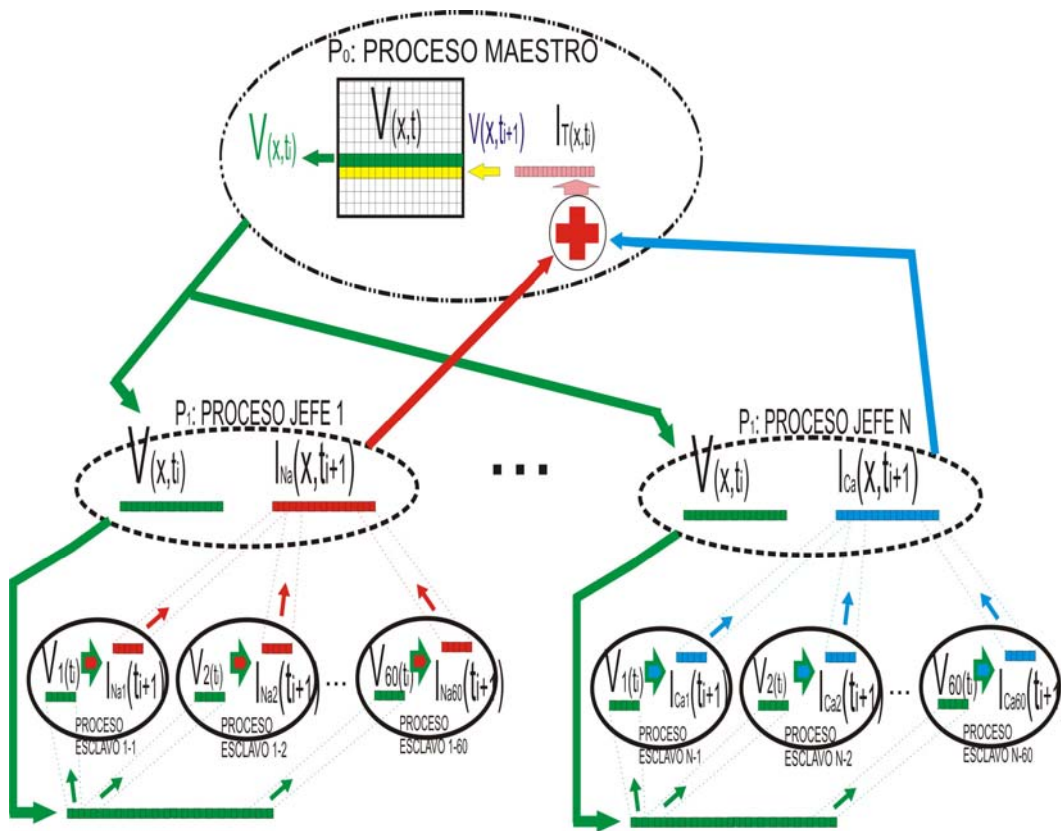 P0: PROCESO MAESTRO
V(x,t)
V(x,ti)
V(x,ti+1)
IT(x,ti)
P1: PROCESO JEFE 1
V(x,ti)
INa(x,ti+1)
...
P1: PROCESO JEFE N
V(x,ti)
ICa(x,ti+1)
V1(ti)
INa1(ti+1)
PROCESO
ESCLAVO 1-1
V2(ti)
INa2(ti+1)
PROCESO
ESCLAVO 1-2
...
V60(ti)
INa60(ti+1)
PROCESO
ESCLAVO 1-60
V1(ti)
ICa1(ti+1)
PROCESO
ESCLAVO N-1
V2(ti)
ICa2(ti+1)
PROCESO
ESCLAVO N-2
...
V60(ti)
ICa60(ti+1)
PROCESO
ESCLAVO N-60